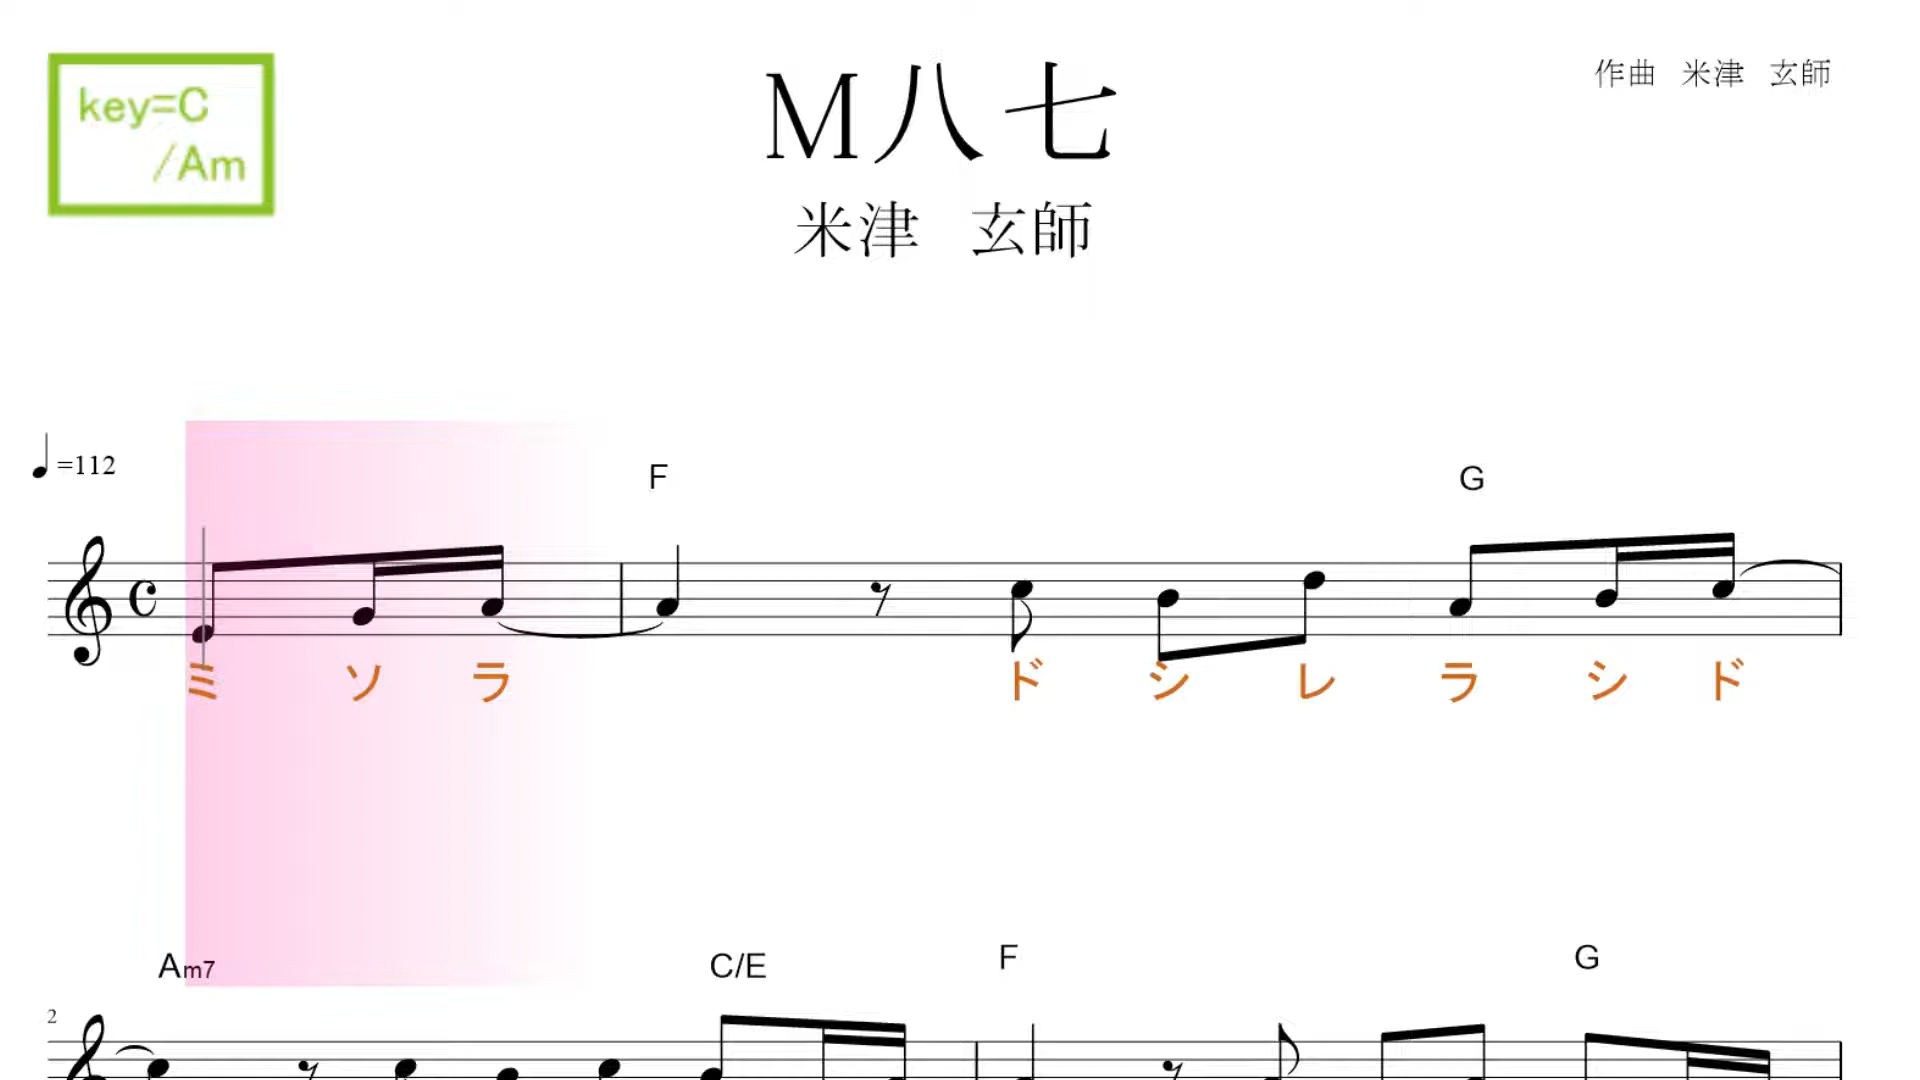 key=C
/Am
M八七
作曲 米津 玄師
米津 玄師
=112
F
G
ミ ソ ラ ド シ レ ラ シ ド
Am7
C/E
F
G
2